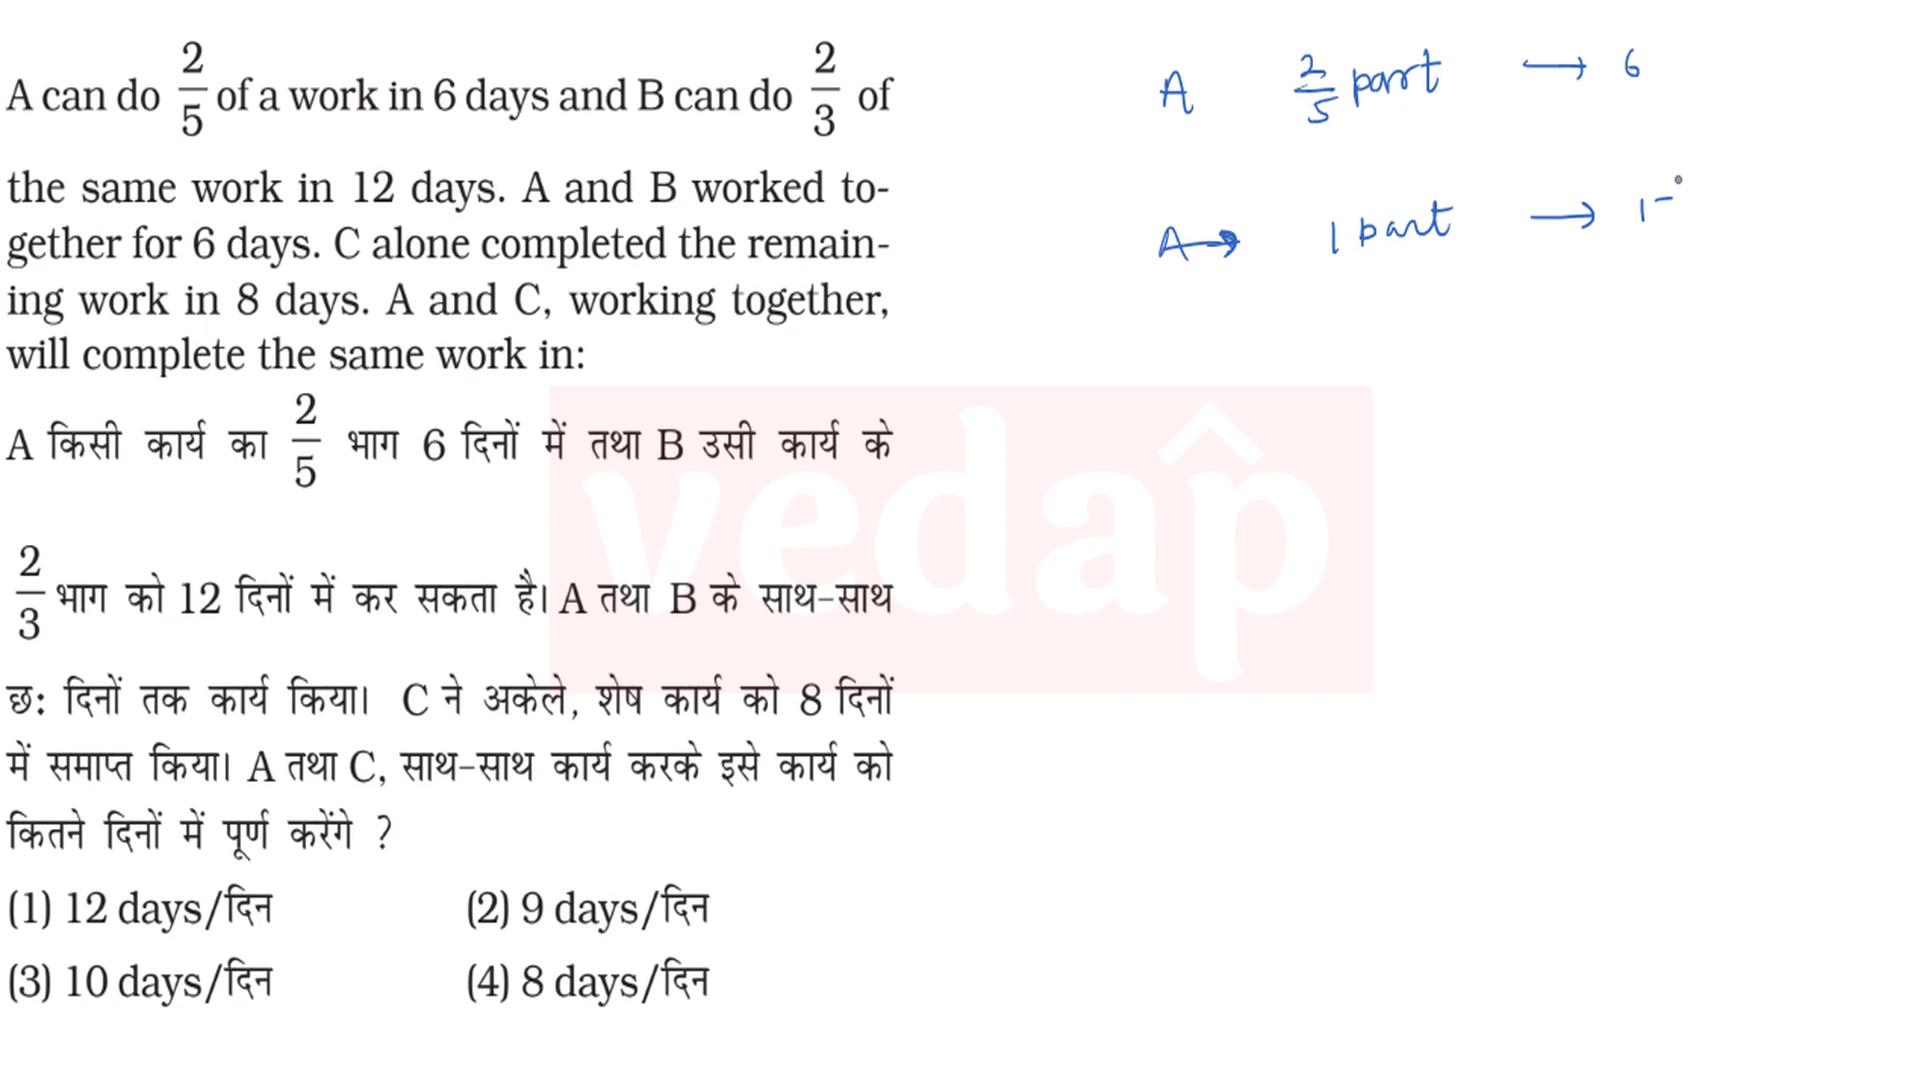 A can do 2/5 of a work in 6 days and B can do 2/3 of
the same work in 12 days. A and B worked to-
gether for 6 days. C alone completed the remain-
ing work in 8 days. A and C, working together,
will complete the same work in:
A किसी कार्य का 2/5 भाग 6 दिनों में तथा B उसी कार्य के
2/3 भाग को 12 दिनों में कर सकता है। A तथा B के साथ-साथ
छ: दिनों तक कार्य किया। C ने अकेले, शेष कार्य को 8 दिनों
में समाप्त किया। A तथा C, साथ-साथ कार्य करके इसे कार्य को
कितने दिनों में पूर्ण करेंगे ?
(1) 12 days/दिन (2) 9 days/दिन
(3) 10 days/दिन (4) 8 days/दिन
A 2/5 part → 6
A → 1 part → 1
vedap